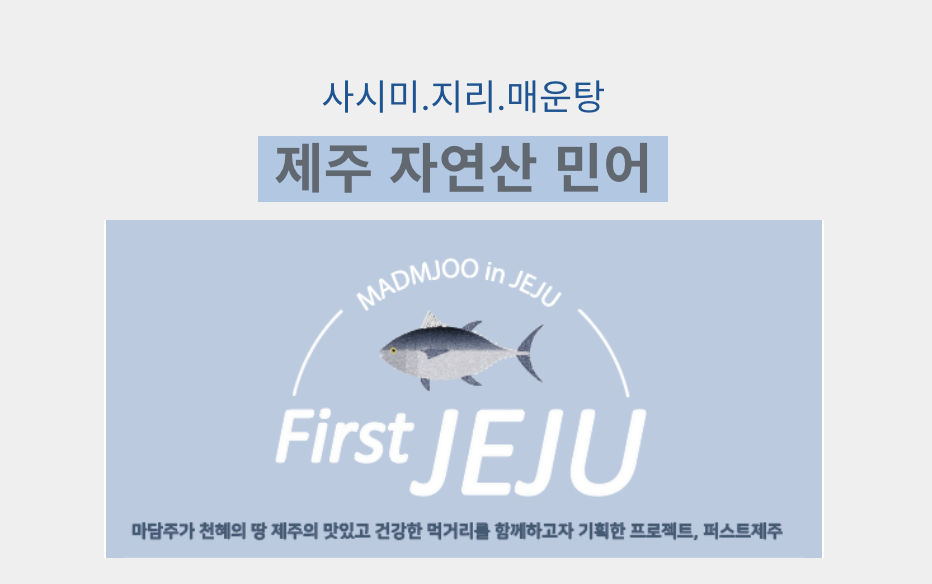 사시미.지리.매운탕
제주 자연산 민어
MADMJOO in JEJU
First JEJU
마담주가 천혜의 땅 제주의 맛있고 건강한 먹거리를 함께하고자 기획한 프로젝트, 퍼스트제주